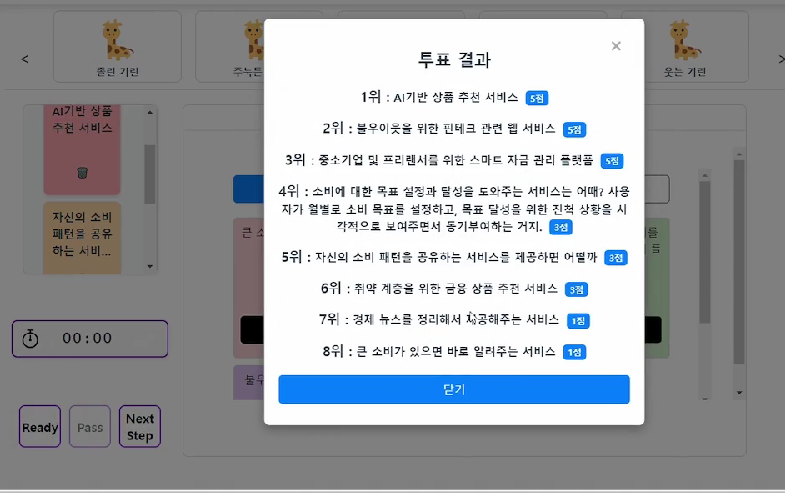 졸린 기린
웃는 기린
<
>
AI기반 상품
추천 서비스
자신의 소비
패턴을 공유
하는 서비...
00:00
Ready
Pass
Next
Step
큰 소
불우
들
투표 결과
×
1위 : AI기반 상품 추천 서비스 5점
2위 : 불우이웃을 위한 핀테크 관련 웹 서비스 5점
3위 : 중소기업 및 프리랜서를 위한 스마트 자금 관리 플랫폼 5점
4위 : 소비에 대한 목표 설정과 달성을 도와주는 서비스는 어때? 사용
자가 월별로 소비 목표를 설정하고, 목표 달성을 위한 진척 상황을 시
각적으로 보여주면서 동기부여하는 거지. 3점
5위 : 자신의 소비 패턴을 공유하는 서비스를 제공하면 어떨까 3점
6위 : 취약 계층을 위한 금융 상품 추천 서비스 3점
7위 : 경제 뉴스를 정리해서 제공해주는 서비스 1점
8위 : 큰 소비가 있으면 바로 알려주는 서비스 1점
닫기